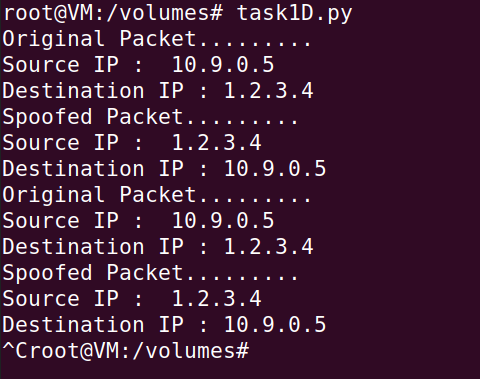 root@VM:/volumes# task1D.py
Original Packet.........
Source IP :  10.9.0.5
Destination IP : 1.2.3.4
Spoofed Packet.........
Source IP :  1.2.3.4
Destination IP : 10.9.0.5
Original Packet.........
Source IP :  10.9.0.5
Destination IP : 1.2.3.4
Spoofed Packet.........
Source IP :  1.2.3.4
Destination IP : 10.9.0.5
^Croot@VM:/volumes#